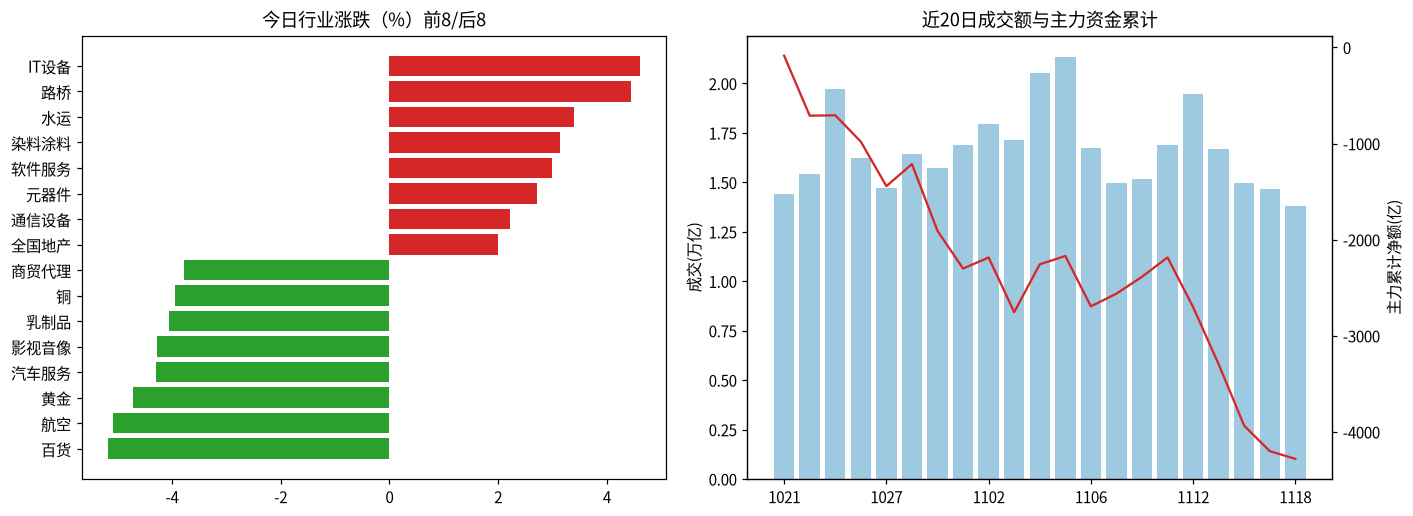 今日行业涨跌（%）前8/后8
IT设备
路桥
水运
染料涂料
软件服务
元器件
通信设备
全国地产
商贸代理
铜
乳制品
影视音像
汽车服务
黄金
航空
百货
-4 -2 0 2 4
近20日成交额与主力资金累计
成交(万亿)
2.00
1.75
1.50
1.25
1.00
0.75
0.50
0.25
0.00
1021 1027 1102 1106 1112 1118
0
-1000
-2000
-3000
-4000
主力累计净额(亿)